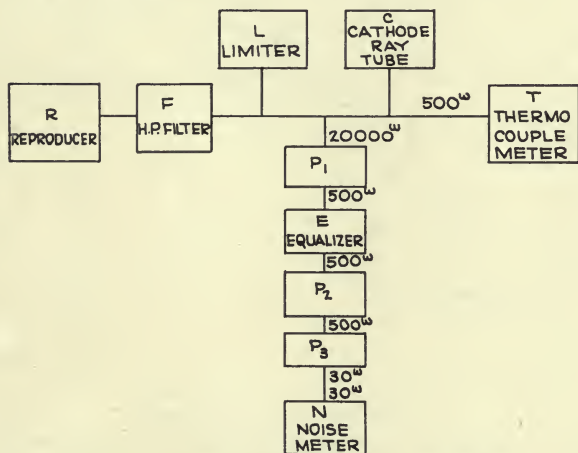 L
LIMITER
C
CATHODE
RAY
TUBE
R
REPRODUCER
F
H.P. FILTER
500ω
T
THERMO
COUPLE
METER
20000ω
P1
500ω
E
EQUALIZER
500ω
P2
500ω
P3
30ω
30ω
N
NOISE
METER